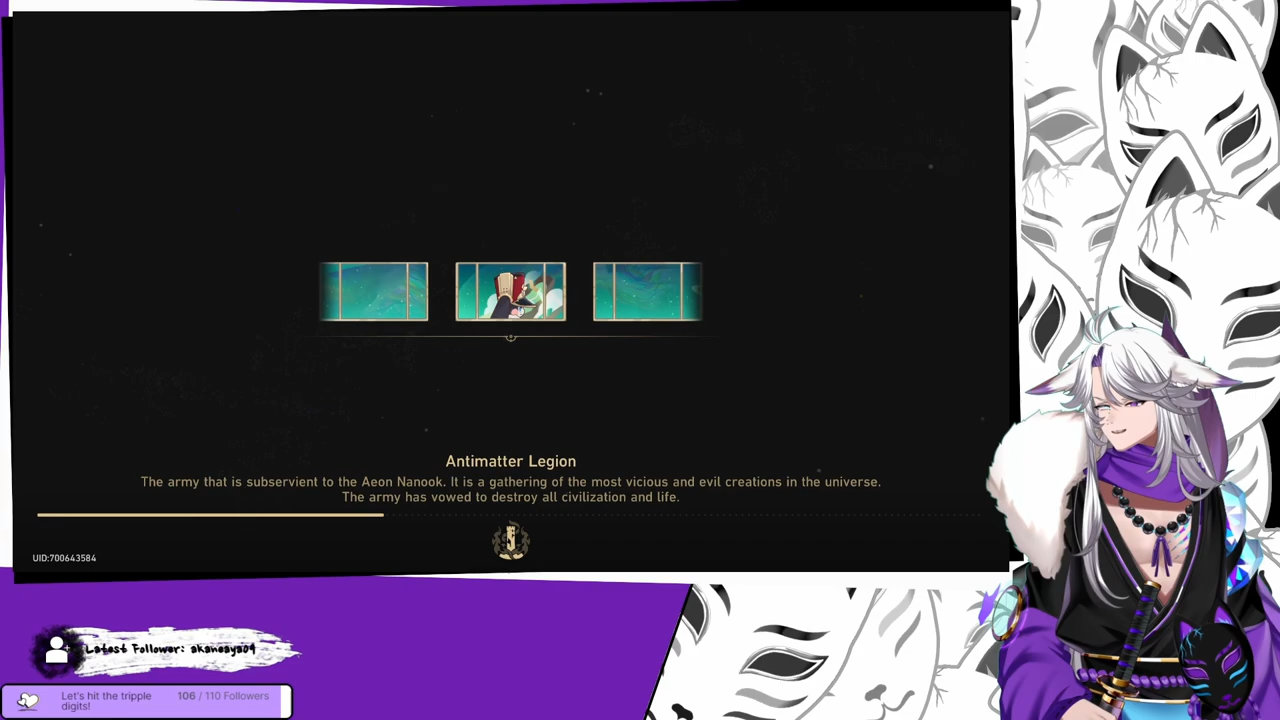 Antimatter Legion
The army that is subservient to the Aeon Nanook. It is a gathering of the most vicious and evil creations in the universe.
The army has vowed to destroy all civilization and life.
UID:700643584
Latest Follower: akaneaya04
Let's hit the tripple
digits!
106 / 110 Followers